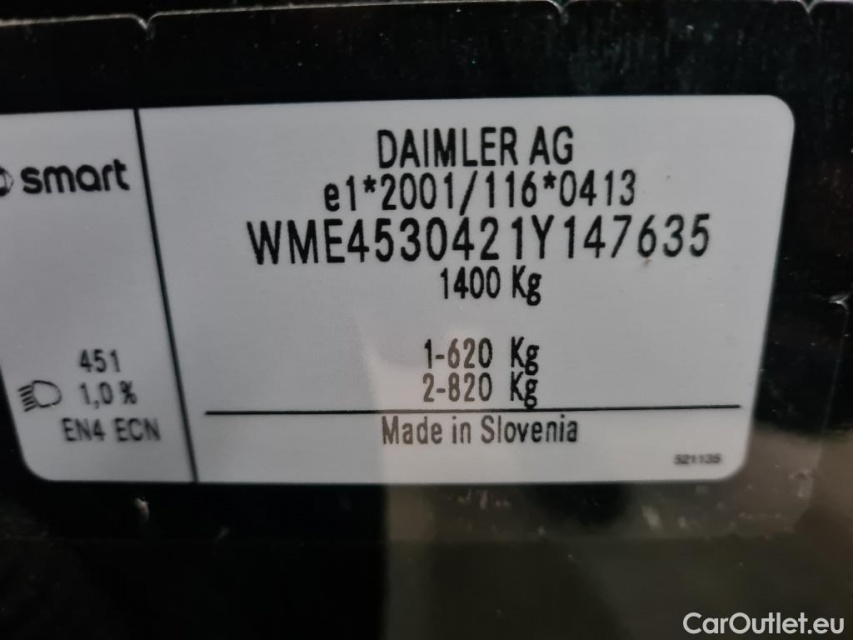 smart
451
1,0 %
EN4 ECN
DAIMLER AG
e1*2001/116*0413
WME4530421Y147635
1400 Kg
1-620 Kg
2-820 Kg
Made in Slovenia
521135
CarOutlet.eu